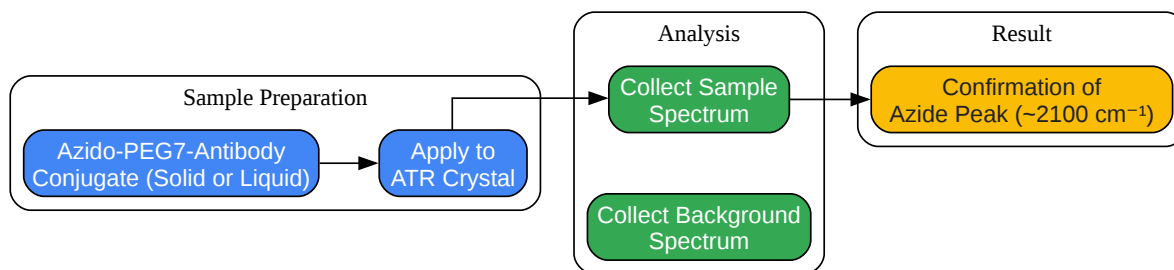 Sample Preparation
Azido-PEG7-Antibody
Conjugate (Solid or Liquid)
Apply to
ATR Crystal
Analysis
Collect Sample
Spectrum
Collect Background
Spectrum
Result
Confirmation of
Azide Peak (~2100 cm⁻¹)